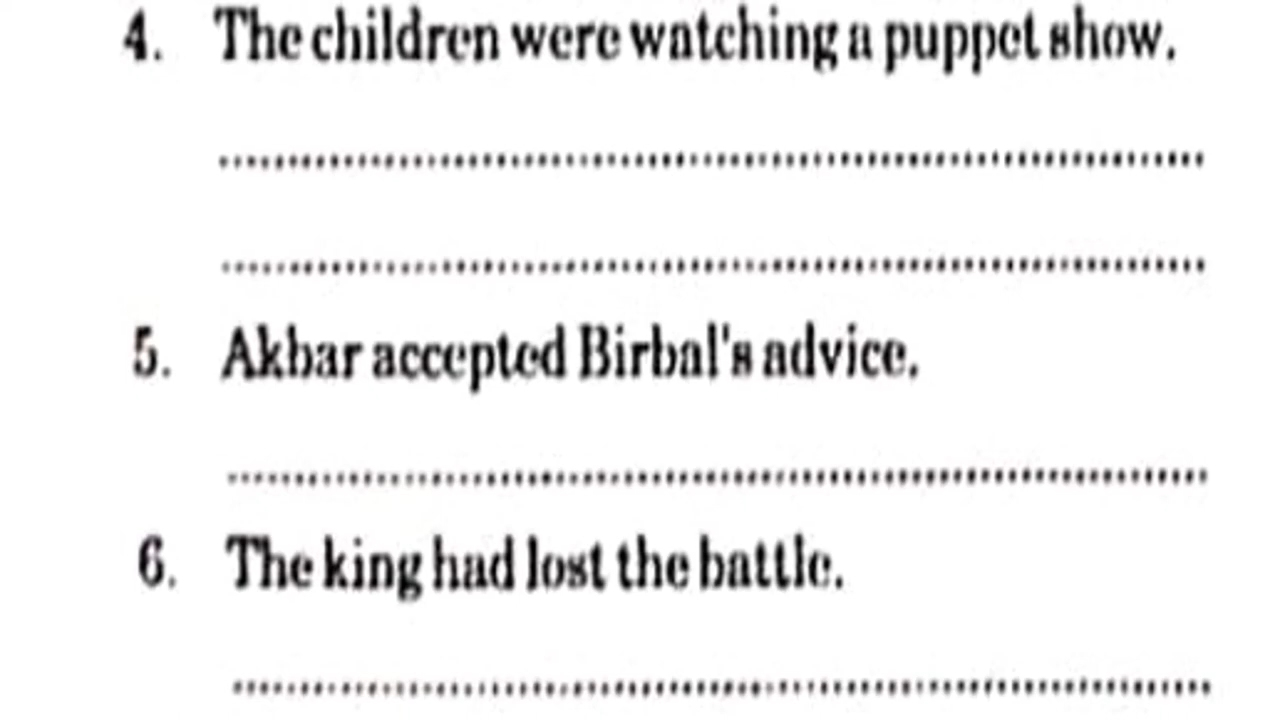 4. The children were watching a puppet show.
5. Akbar accepted Birbal's advice.
6. The king had lost the battle.